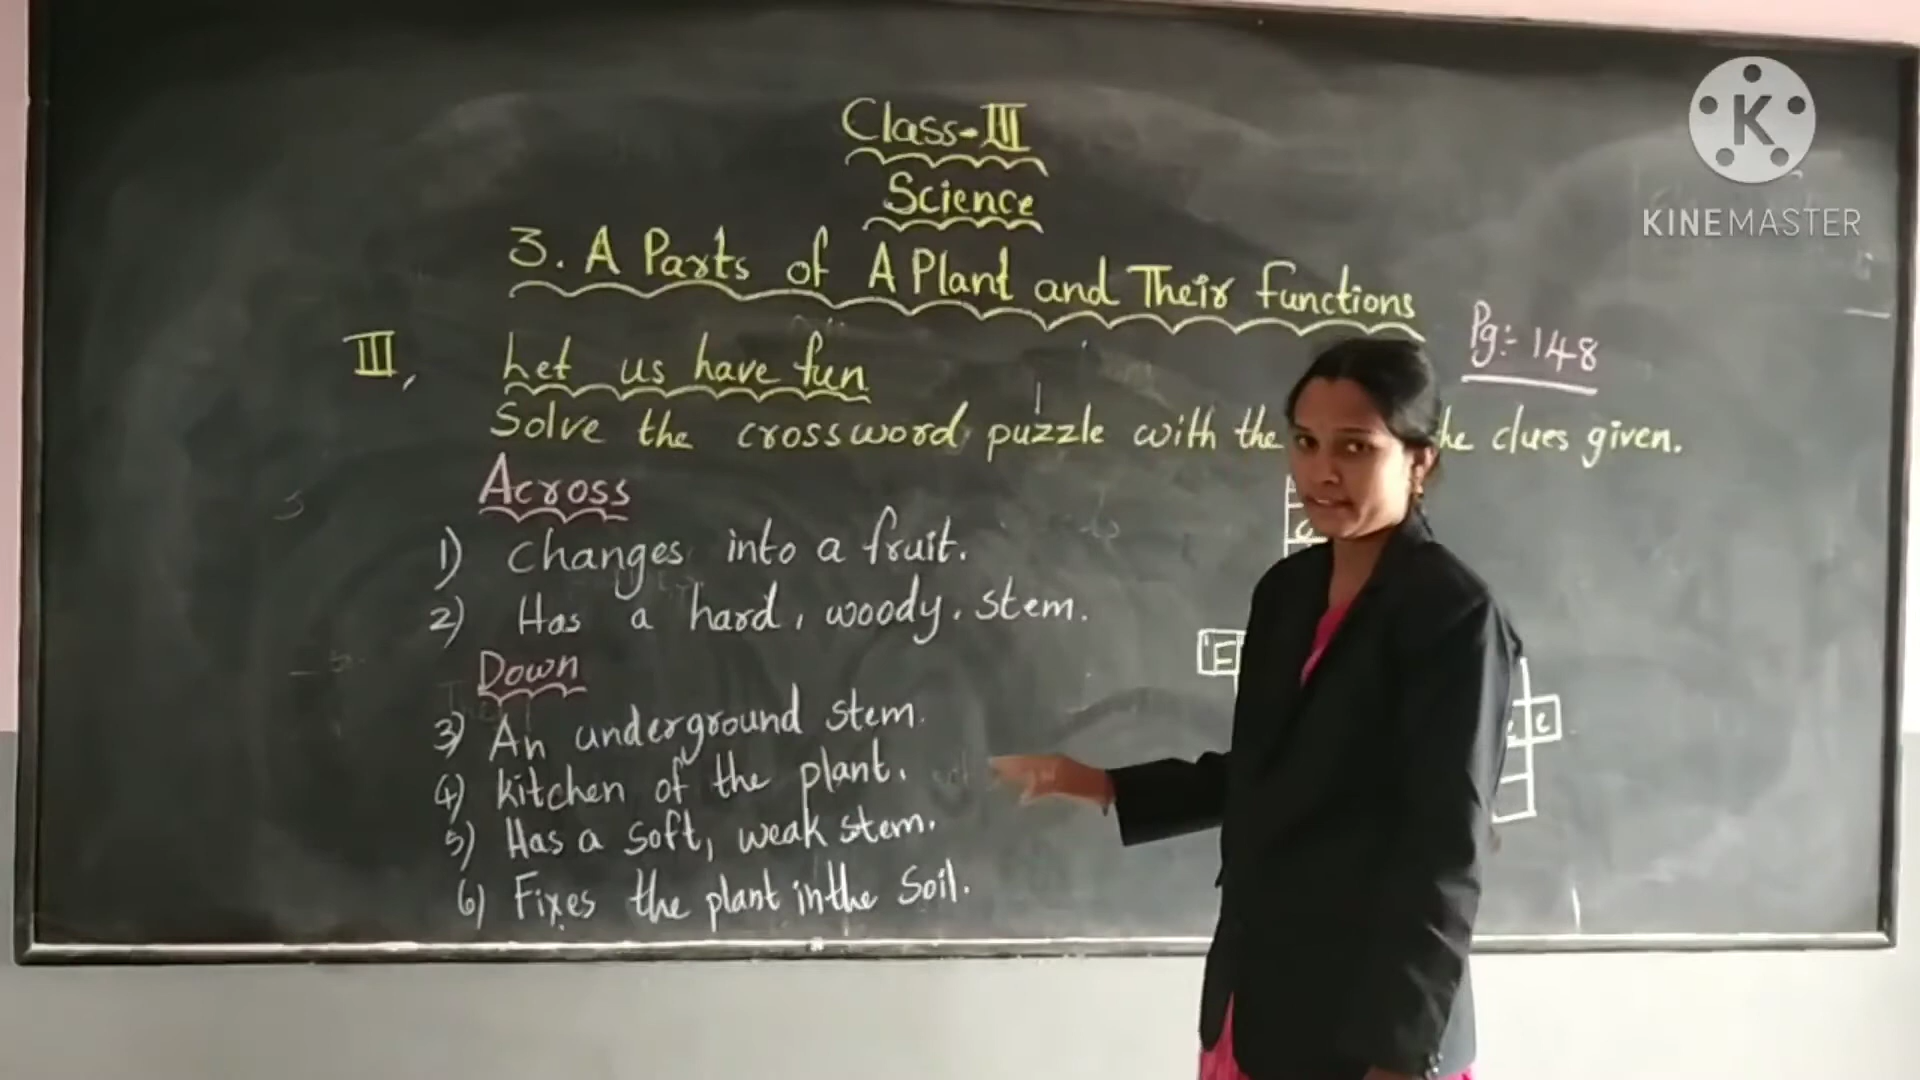 Class-III
Science
3. A Parts of A Plant and Their functions
Pg:- 148
III, Let us have fun
Solve the crossword puzzle with the he clues given.
Across
1) Changes into a fruit.
2) Has a hard, woody, stem.
Down
3) An underground stem.
4) Kitchen of the plant.
5) Has a soft, weak stem.
6) Fixes the plant in the Soil.
K
KINEMASTER